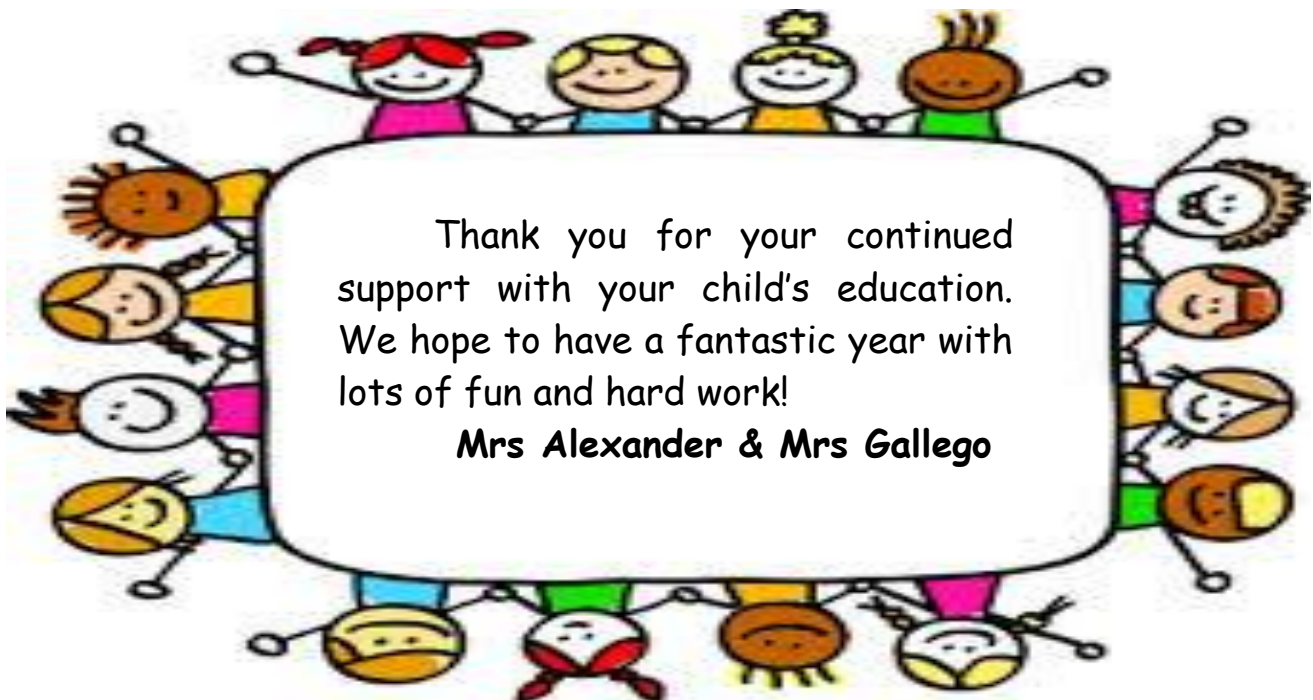 Thank you for your continued
support with your child's education.
We hope to have a fantastic year with
lots of fun and hard work!
Mrs Alexander & Mrs Gallego